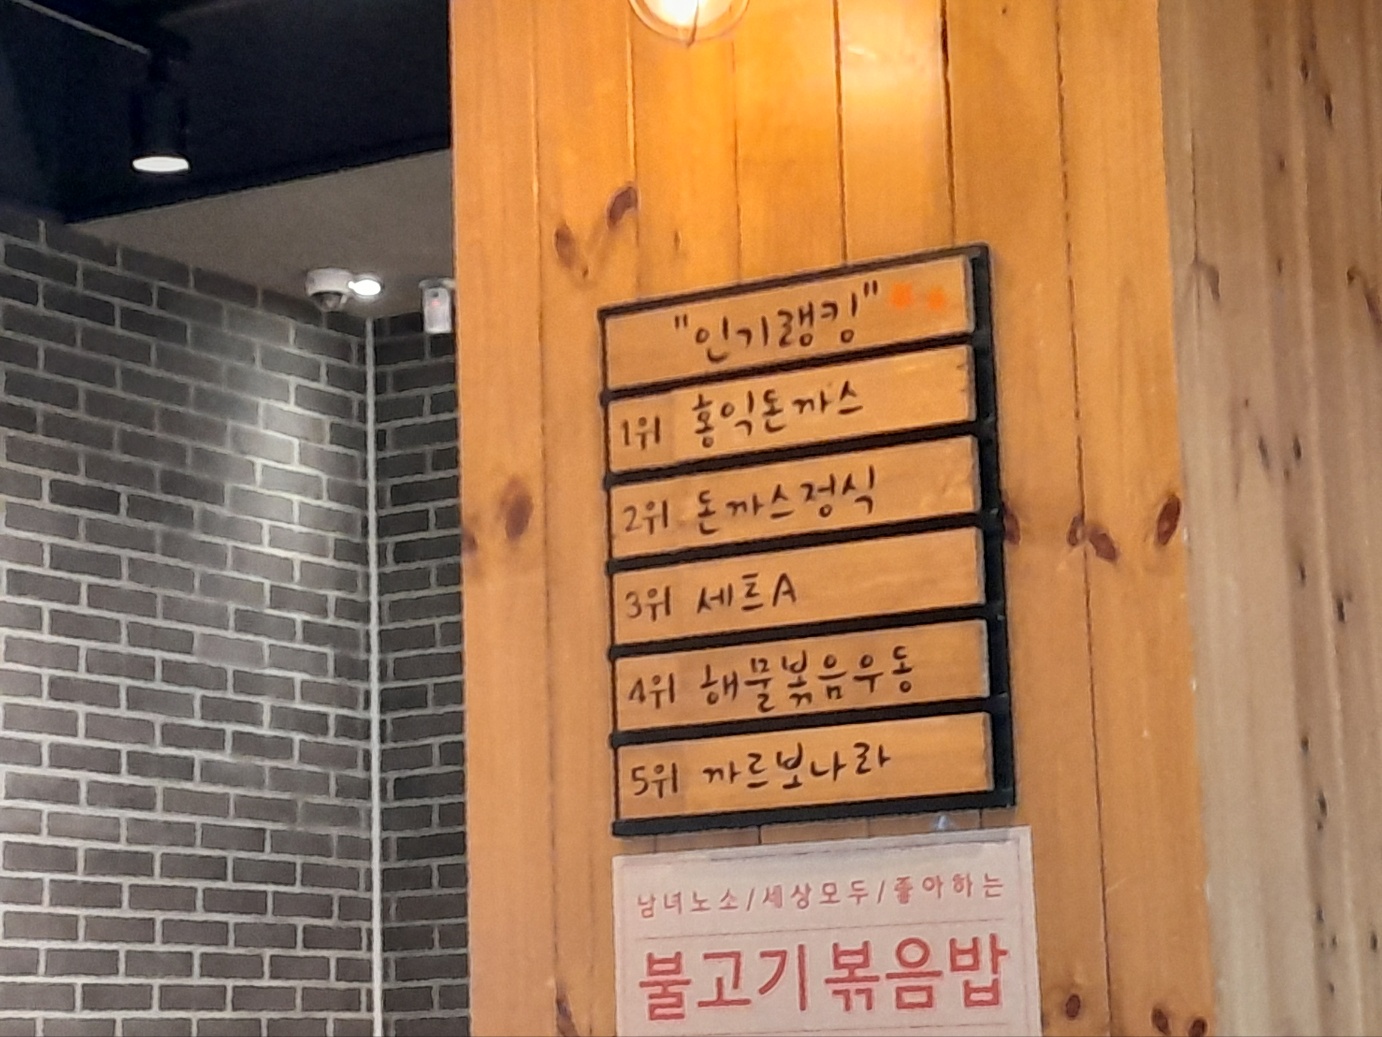 "인기랭킹"
1위 홍익돈까스
2위 돈까스정식
3위 세트A
4위 해물볶음우동
5위 까르보나라
남녀노소/세상모두/좋아하는
불고기 볶음밥